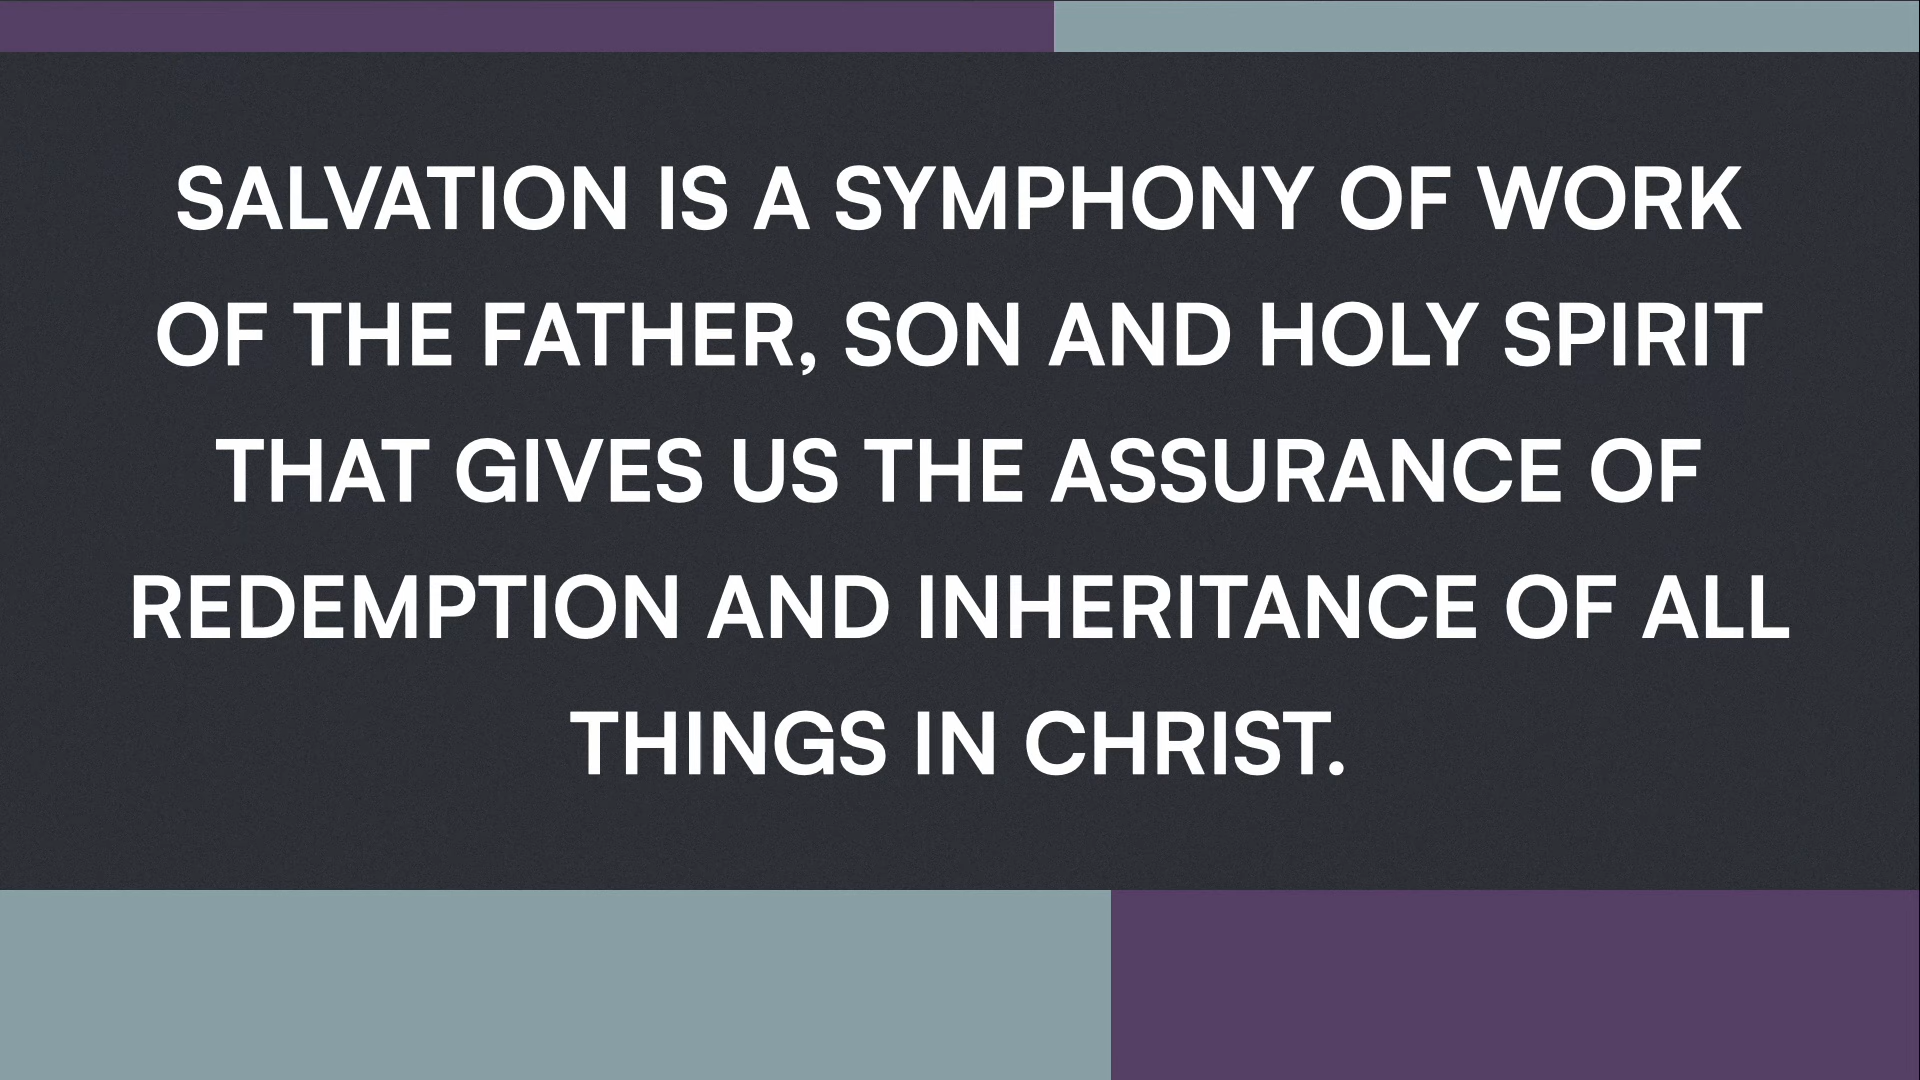 SALVATION IS A SYMPHONY OF WORK
OF THE FATHER, SON AND HOLY SPIRIT
THAT GIVES US THE ASSURANCE OF
REDEMPTION AND INHERITANCE OF ALL
THINGS IN CHRIST.